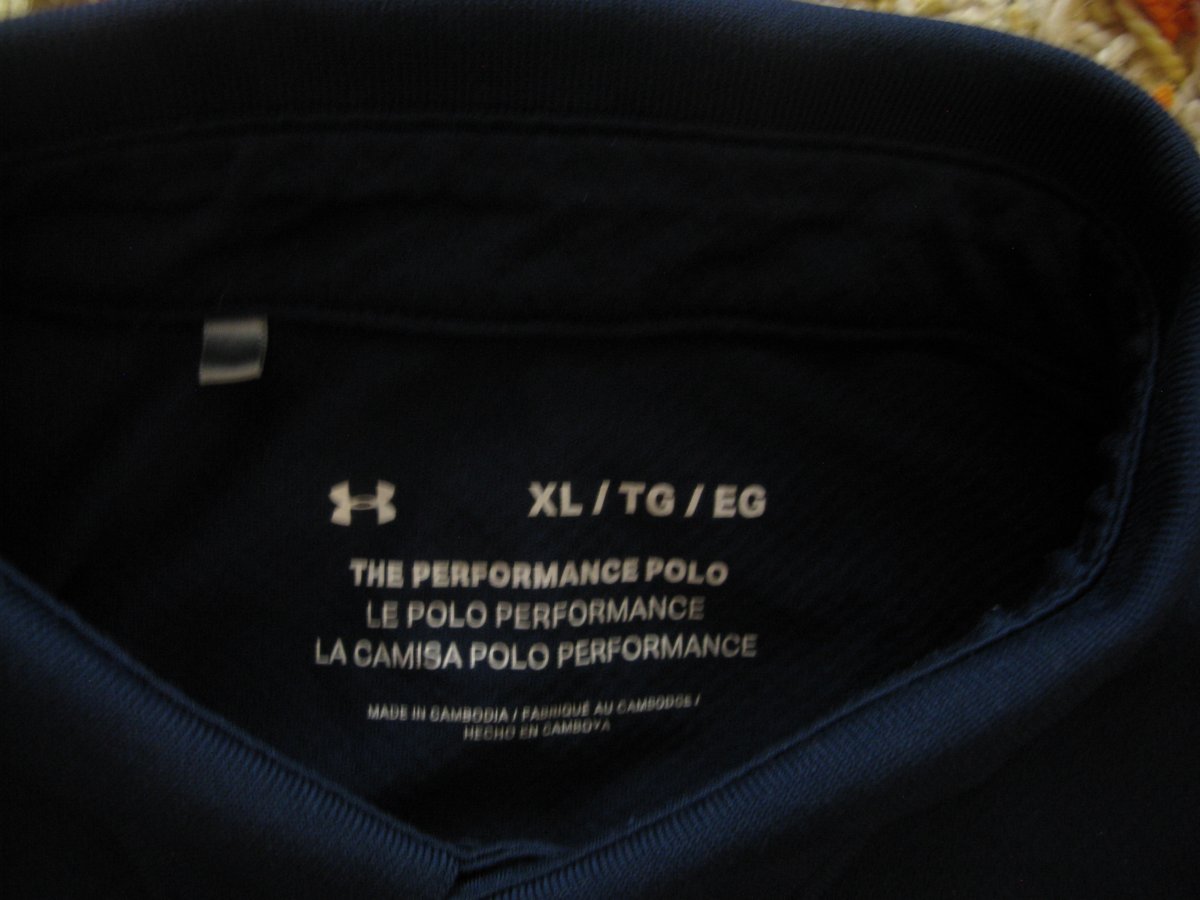 XL / TG / EG
THE PERFORMANCE POLO
LE POLO PERFORMANCE
LA CAMISA POLO PERFORMANCE
MADE IN CAMBODIA / FABRIQUÉ AU CAMBODGE /
HECHO EN CAMBOYA